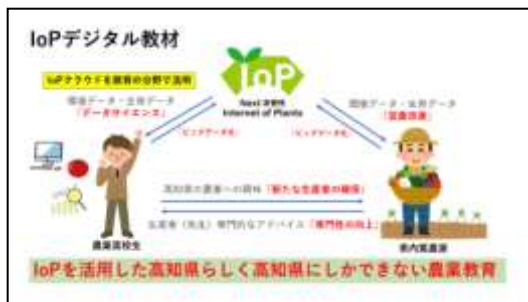 IoPデジタル教材
IoPクラウドを教育の分野で活用
IoP
Next 次世代
Internet of Plants
環境データ・生育データ
「データサイエンス」
ビッグデータ化
ビッグデータ化
環境データ・生育データ
「営農改善」
高知県の農業への興味「新たな生産者の確保」
生産者（先生）専門的なアドバイス「専門性の向上」
農業高校生
県内篤農家
IoPを活用した高知県らしく高知県にしかできない農業教育